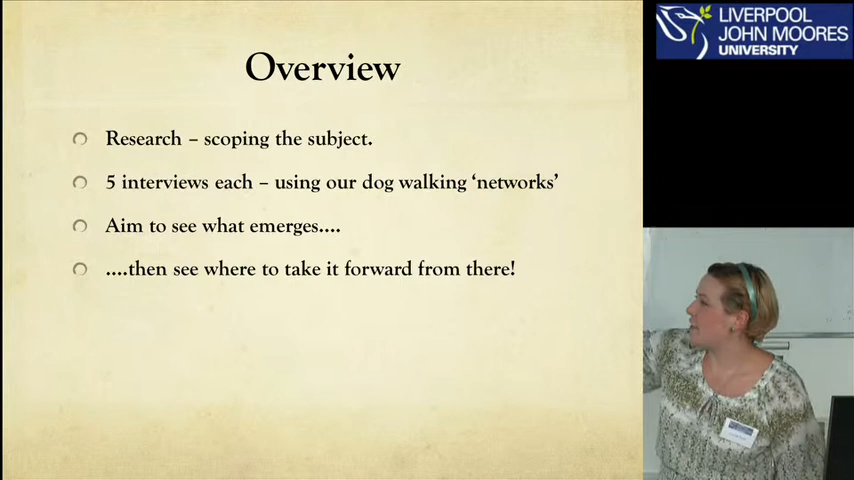 Overview
Research – scoping the subject.
5 interviews each – using our dog walking ‘networks’
Aim to see what emerges....
....then see where to take it forward from there!
LIVERPOOL
JOHN MOORES
UNIVERSITY